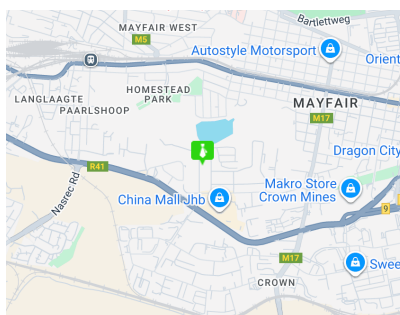 Bartlettweg
MAYFAIR WEST
M5
Autostyle Motorsport
Orient
HOMESTEAD
PARK
LANGLAAGTE
PAARLSHOOP
MAYFAIR
M17
Dragon City
R41
Nasrec Rd
Makro Store
Crown Mines
China Mall Jhb
9
M17
Swee
CROWN